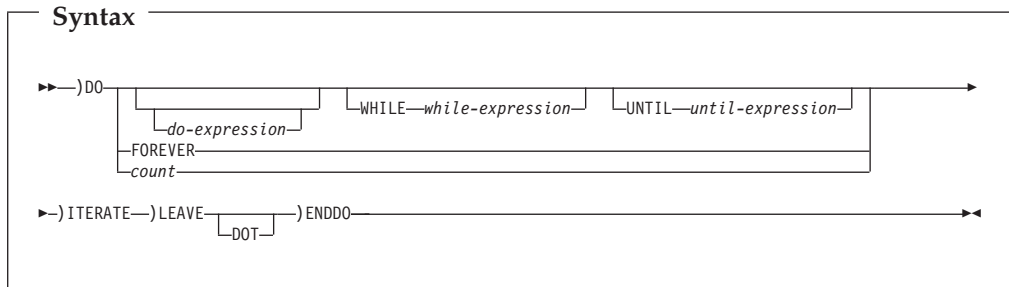 Syntax
)DO
do-expression
WHILE while-expression
UNTIL until-expression
FOREVER
count
)ITERATE )LEAVE
DOT
)ENDDO